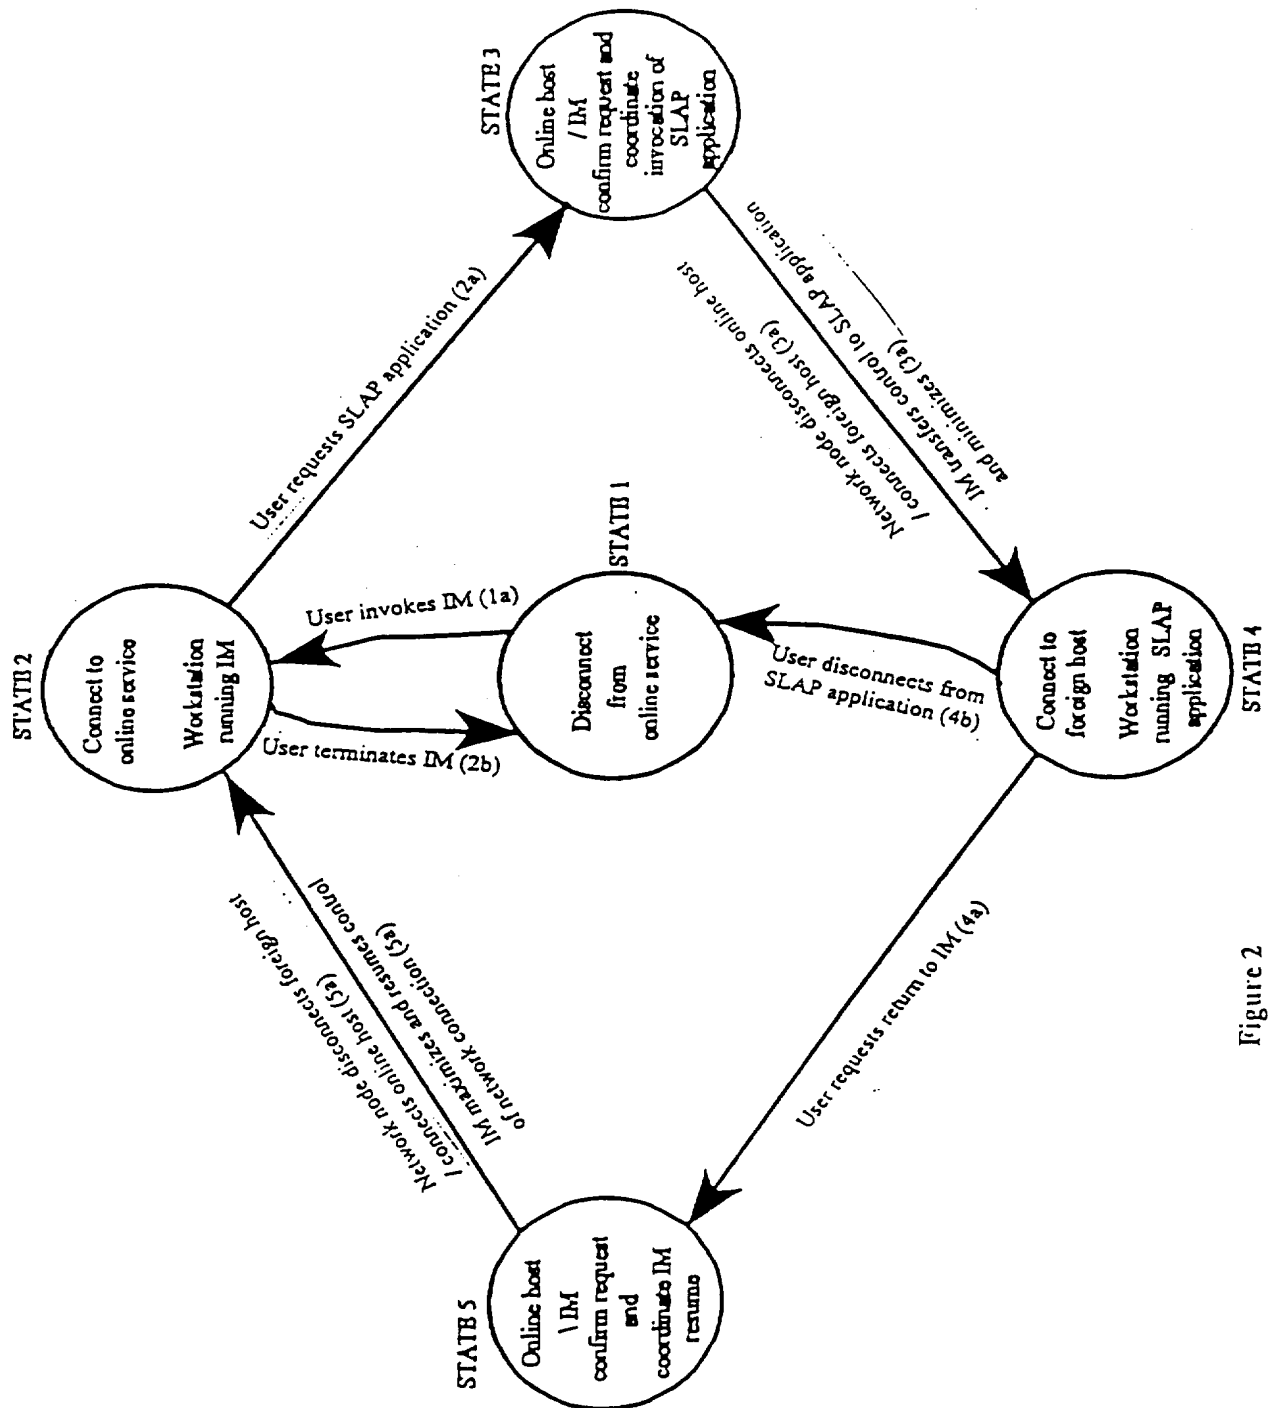 STATE 2
Connect to
online service
Workstation
running IM
User invokes IM (1a)
User terminates IM (2b)
User requests SLAP application (2a)
STATE 3
Online host
/ IM
confirm request and
coordinate
invocation of
SLAP
application
Network node disconnects online host
/ connects foreign host (3a)
IM transfers control to SLAP application
and minimizes (3a)
STATE 1
Disconnect
from
online service
User disconnects from
SLAP application (4b)
Connect to
foreign host
Workstation
running SLAP
application
STATE 4
User requests return to IM (4a)
STATE 5
Online host
\ IM
confirm request
and
coordinate IM
resume
Network node disconnects foreign host
/ connects online host (5a)
IM maximizes and resumes control
of network connection (5a)
Figure 2